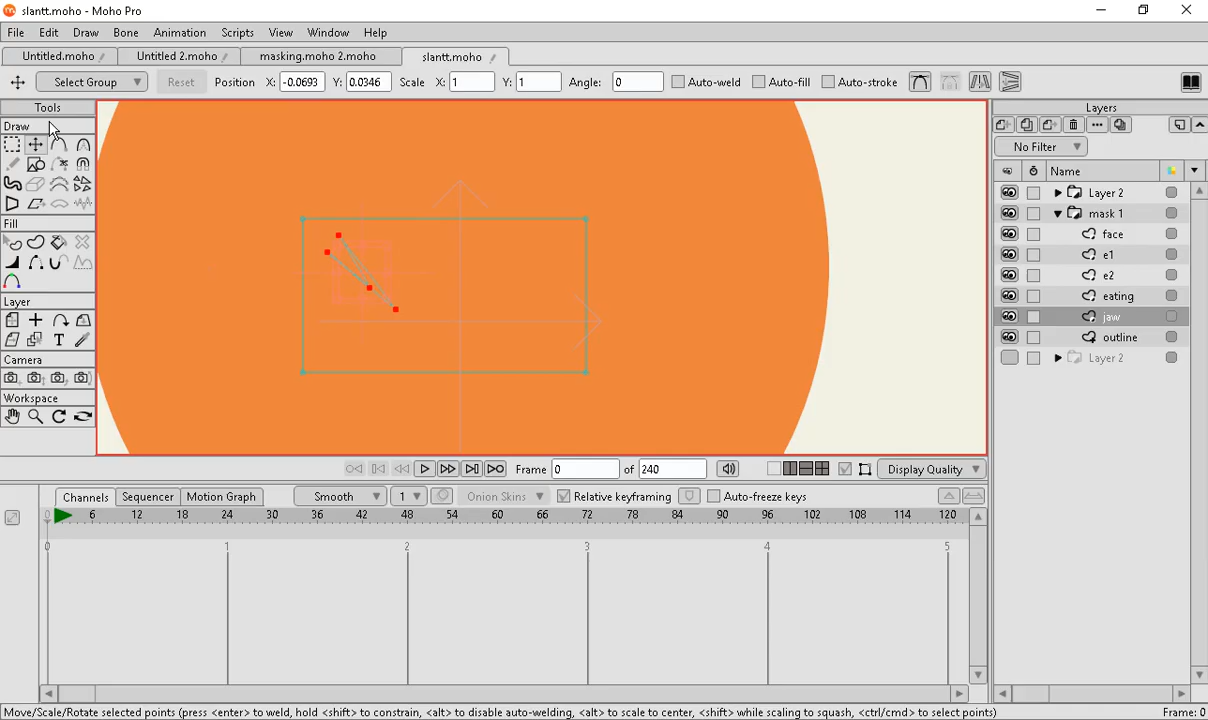 slantt.moho - Moho Pro
File Edit Draw Bone Animation Scripts View Window Help
Untitled.moho Untitled 2.moho masking.moho 2.moho slantt.moho
Select Group Reset Position X: -0.0693 Y: 0.0346 Scale X: 1 Y: 1 Angle: 0 Auto-weld Auto-fill Auto-stroke
Tools
Draw
Fill
Layer
Camera
Workspace
Layers
No Filter
Name
Layer 2
mask 1
face
e1
e2
eating
jaw
outline
Layer 2
Frame 0 of 240 Display Quality
Channels Sequencer Motion Graph Smooth 1 Onion Skins Relative keyframing Auto-freeze keys
0 6 12 18 24 30 36 42 48 54 60 66 72 78 84 90 96 102 108 114 120
0 1 2 3 4 5
Move/Scale/Rotate selected points (press <enter> to weld, hold <shift> to constrain, <alt> to disable auto-welding, <alt> to scale to center, <shift> while scaling to squash, <ctrl/cmd> to select points) Frame: 0